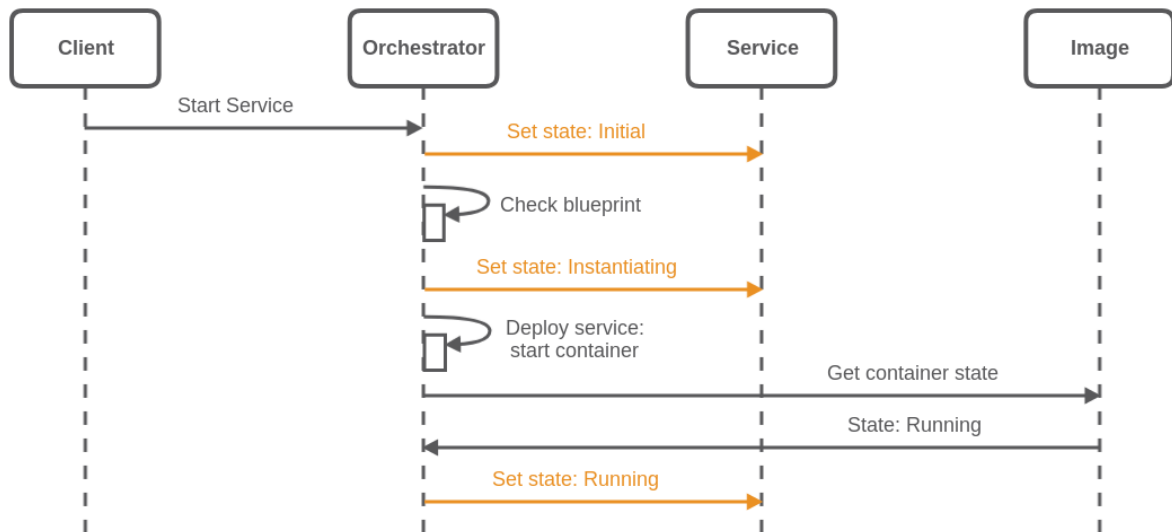 Client
Orchestrator
Service
Image
Start Service
Set state: Initial
Check blueprint
Set state: Instantiating
Deploy service:
start container
Get container state
State: Running
Set state: Running